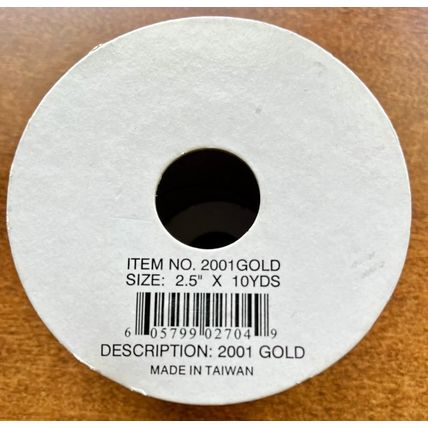 ITEM NO. 2001GOLD
SIZE: 2.5" X 10YDS
6 05799 02704 9
DESCRIPTION: 2001 GOLD
MADE IN TAIWAN